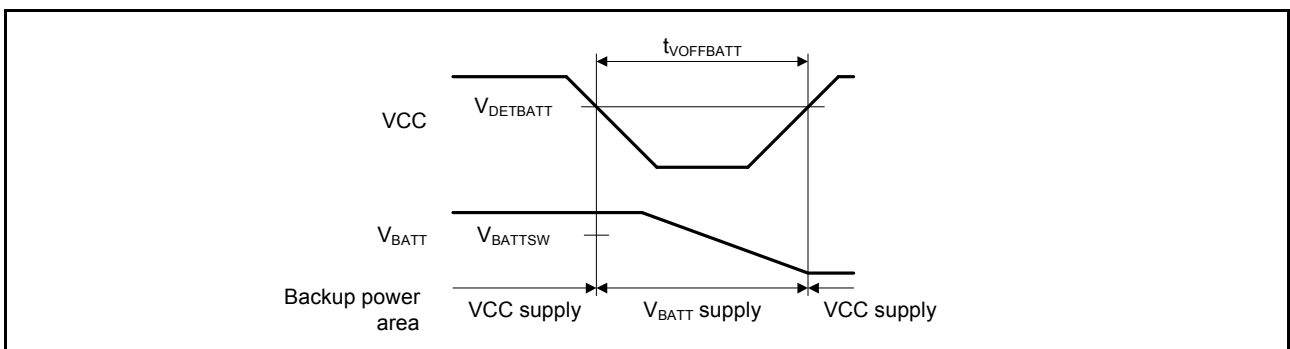 tVOFFBATT
VCC
VDETBATT
VBATT
VBATTSW
Backup power
area
VCC supply
VBATT supply
VCC supply